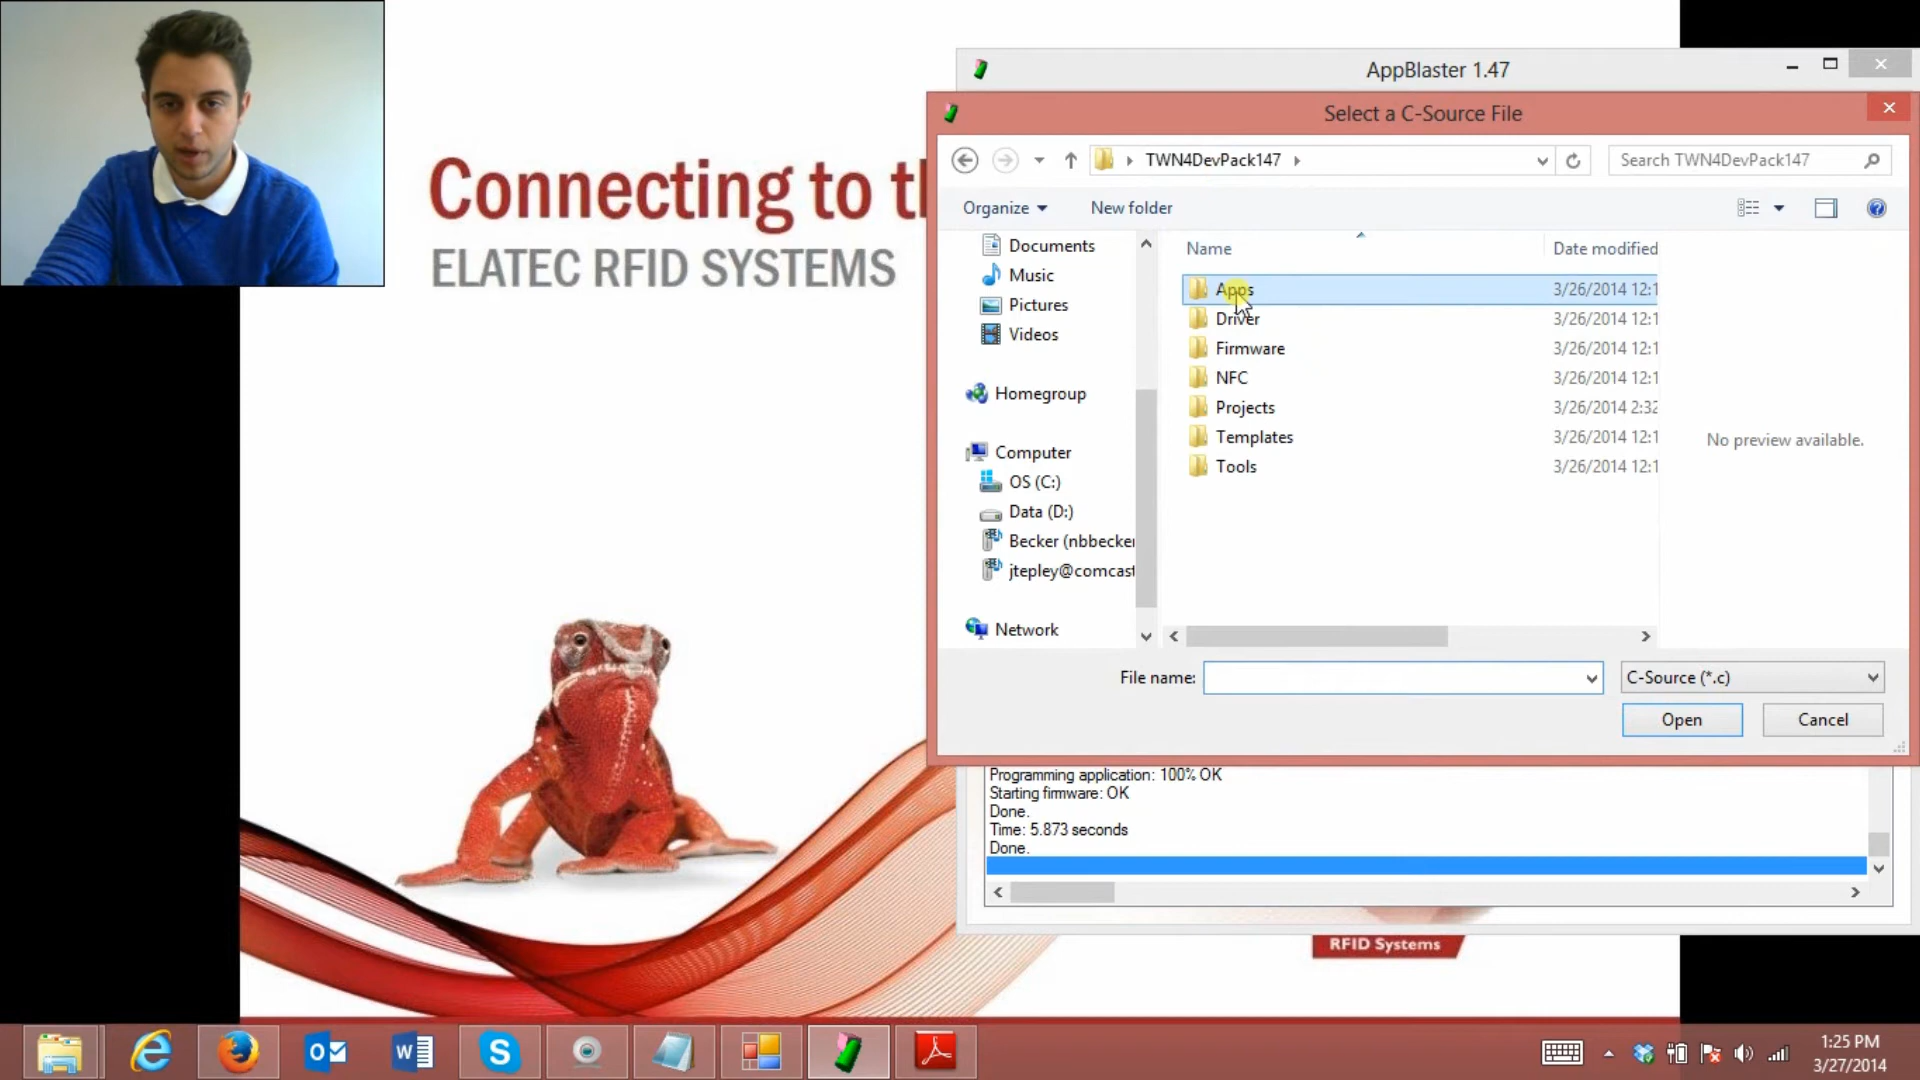 AppBlaster 1.47
Select a C-Source File
TWN4DevPack147
Search TWN4DevPack147
Organize
New folder
Name
Date modified
Documents
Music
Pictures
Videos
Homegroup
Computer
OS (C:)
Data (D:)
Becker (nbbecker
jtepley@comcast
Network
Apps 3/26/2014 12:1
Driver 3/26/2014 12:1
Firmware 3/26/2014 12:1
NFC 3/26/2014 12:1
Projects 3/26/2014 2:32
Templates 3/26/2014 12:1
Tools 3/26/2014 12:1
No preview available.
File name:
C-Source (*.c)
Open
Cancel
Connecting to th
ELATEC RFID SYSTEMS
Programming application: 100% OK
Starting firmware: OK
Done.
Time: 5.873 seconds
Done.
RFID Systems
1:25 PM
3/27/2014